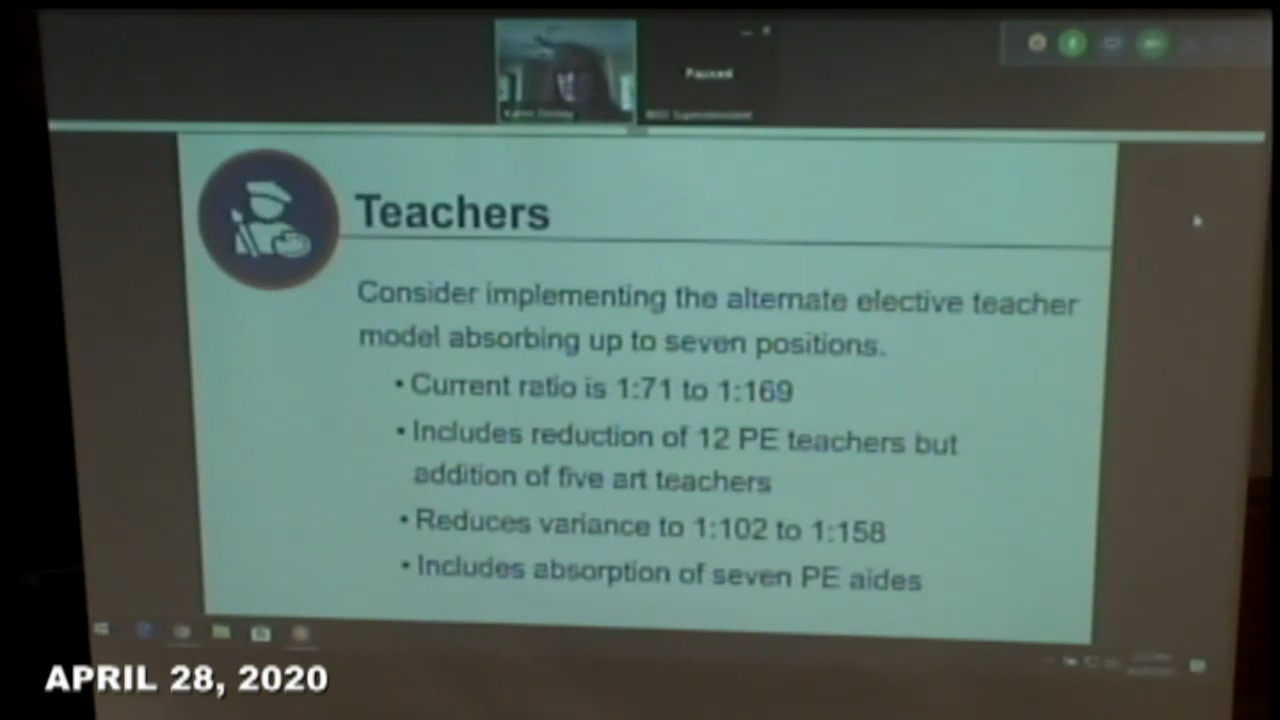 Paused
Teachers
Consider implementing the alternate elective teacher
model absorbing up to seven positions.
• Current ratio is 1:71 to 1:169
• Includes reduction of 12 PE teachers but
addition of five art teachers
• Reduces variance to 1:102 to 1:158
• Includes absorption of seven PE aides
APRIL 28, 2020